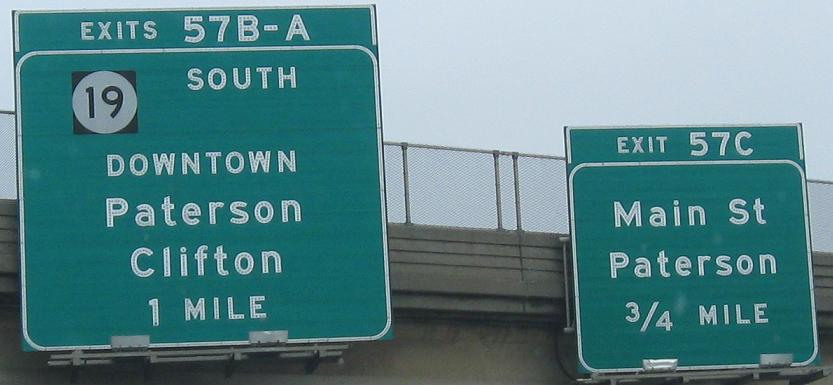 EXITS 57B-A
19 SOUTH
DOWNTOWN
Paterson
Clifton
1 MILE
EXIT 57C
Main St
Paterson
3/4 MILE